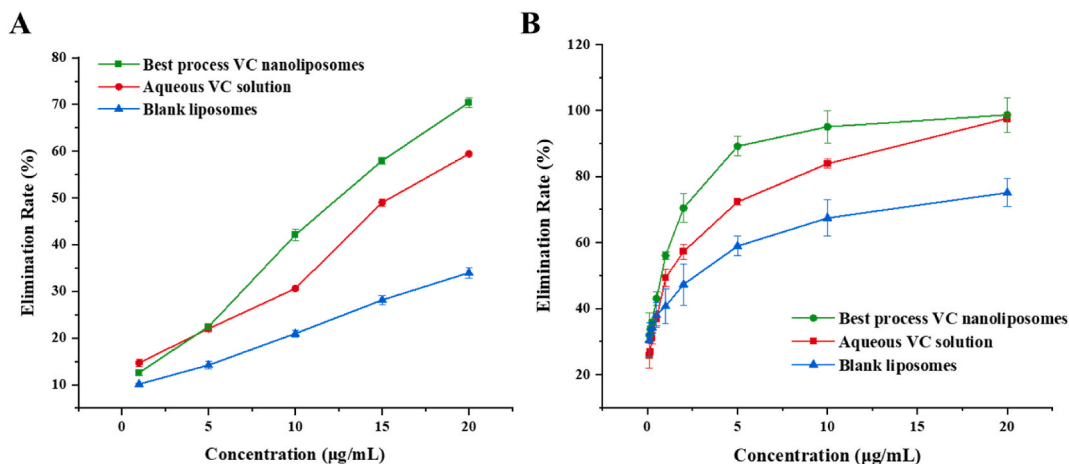 A
Elimination Rate (%)
80
70
60
50
40
30
20
10
Best process VC nanoliposomes
Aqueous VC solution
Blank liposomes
0
5
10
15
20
Concentration (μg/mL)
B
Elimination Rate (%)
120
100
80
60
40
20
Best process VC nanoliposomes
Aqueous VC solution
Blank liposomes
0
5
10
15
20
Concentration (μg/mL)